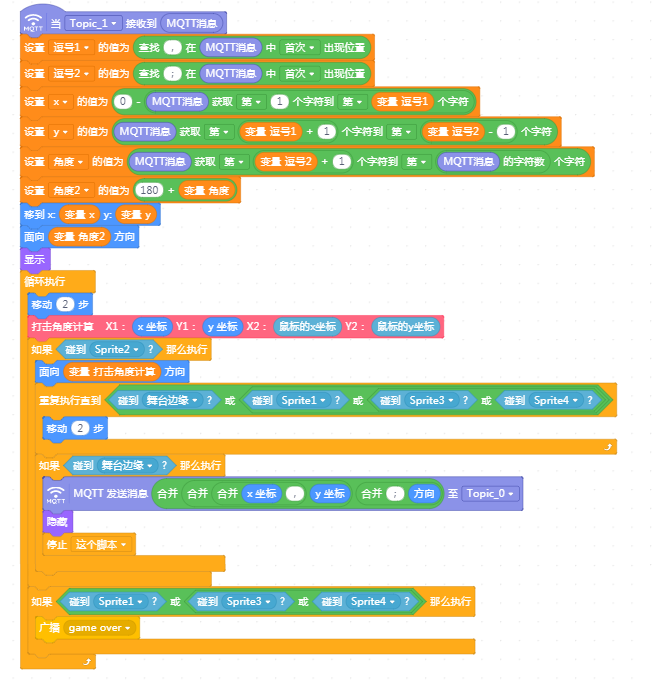 MQTT 当 Topic_1 接收到 MQTT消息
设置 逗号1 的值为 查找 , 在 MQTT消息 中 首次 出现位置
设置 逗号2 的值为 查找 ; 在 MQTT消息 中 首次 出现位置
设置 x 的值为 0 - MQTT消息 获取 第 1 个字符到 第 变量 逗号1 个字符
设置 y 的值为 MQTT消息 获取 第 变量 逗号1 + 1 个字符到 第 变量 逗号2 - 1 个字符
设置 角度 的值为 MQTT消息 获取 第 变量 逗号2 + 1 个字符到 第 MQTT消息 的字符数 个字符
设置 角度2 的值为 180 + 变量 角度
移到 x: 变量 x y: 变量 y
面向 变量 角度2 方向
显示
循环执行
移动 2 步
打击角度计算 X1： x 坐标 Y1： y 坐标 X2： 鼠标的x坐标 Y2： 鼠标的y坐标
如果 碰到 Sprite2 ? 那么执行
面向 变量 打击角度计算 方向
重复执行直到 碰到 舞台边缘 ? 或 碰到 Sprite1 ? 或 碰到 Sprite3 ? 或 碰到 Sprite4 ?
移动 2 步
如果 碰到 舞台边缘 ? 那么执行
MQTT MQTT 发送消息 合并 合并 合并 x 坐标 , y 坐标 合并 ; 方向 至 Topic_0
隐藏
停止 这个脚本
如果 碰到 Sprite1 ? 或 碰到 Sprite3 ? 或 碰到 Sprite4 ? 那么执行
广播 game over